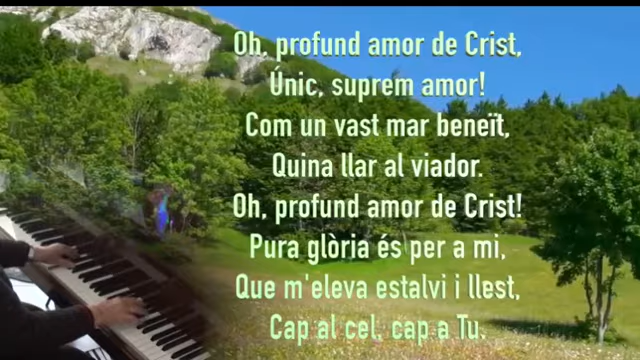 Oh, profund amor de Crist,
Únic, suprem amor!
Com un vast mar beneït,
Quina llar al viador.
Oh, profund amor de Crist!
Pura glòria és per a mi,
Que m'eleva estalvi i llest,
Cap al cel, cap a Tu.